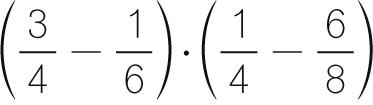 (3/4 − 1/6) · (1/4 − 6/8)